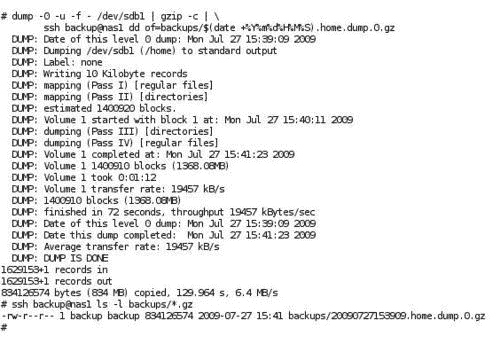 # dump -0 -u -f - /dev/sdb1 | gzip -c | \
ssh backup@nas1 dd of=backups/$(date +%Y%m%d%H%M%S).home.dump.0.gz
DUMP: Date of this level 0 dump: Mon Jul 27 15:39:09 2009
DUMP: Dumping /dev/sdb1 (/home) to standard output
DUMP: Label: none
DUMP: Writing 10 Kilobyte records
DUMP: mapping (Pass I) [regular files]
DUMP: mapping (Pass II) [directories]
DUMP: estimated 1400920 blocks.
DUMP: Volume 1 started with block 1 at: Mon Jul 27 15:40:11 2009
DUMP: dumping (Pass III) [directories]
DUMP: dumping (Pass IV) [regular files]
DUMP: Volume 1 completed at: Mon Jul 27 15:41:23 2009
DUMP: Volume 1 1400910 blocks (1368.08MB)
DUMP: Volume 1 took 0:01:12
DUMP: Volume 1 transfer rate: 19457 kB/s
DUMP: 1400910 blocks (1368.08MB)
DUMP: finished in 72 seconds, throughput 19457 kBytes/sec
DUMP: Date of this level 0 dump: Mon Jul 27 15:39:09 2009
DUMP: Date this dump completed:  Mon Jul 27 15:41:23 2009
DUMP: Average transfer rate: 19457 kB/s
DUMP: DUMP IS DONE
1629153+1 records in
1629153+1 records out
834126574 bytes (834 MB) copied, 129.964 s, 6.4 MB/s
# ssh backup@nas1 ls -l backups/*.gz
-rw-r--r-- 1 backup backup 834126574 2009-07-27 15:41 backups/20090727153909.home.dump.0.gz
#